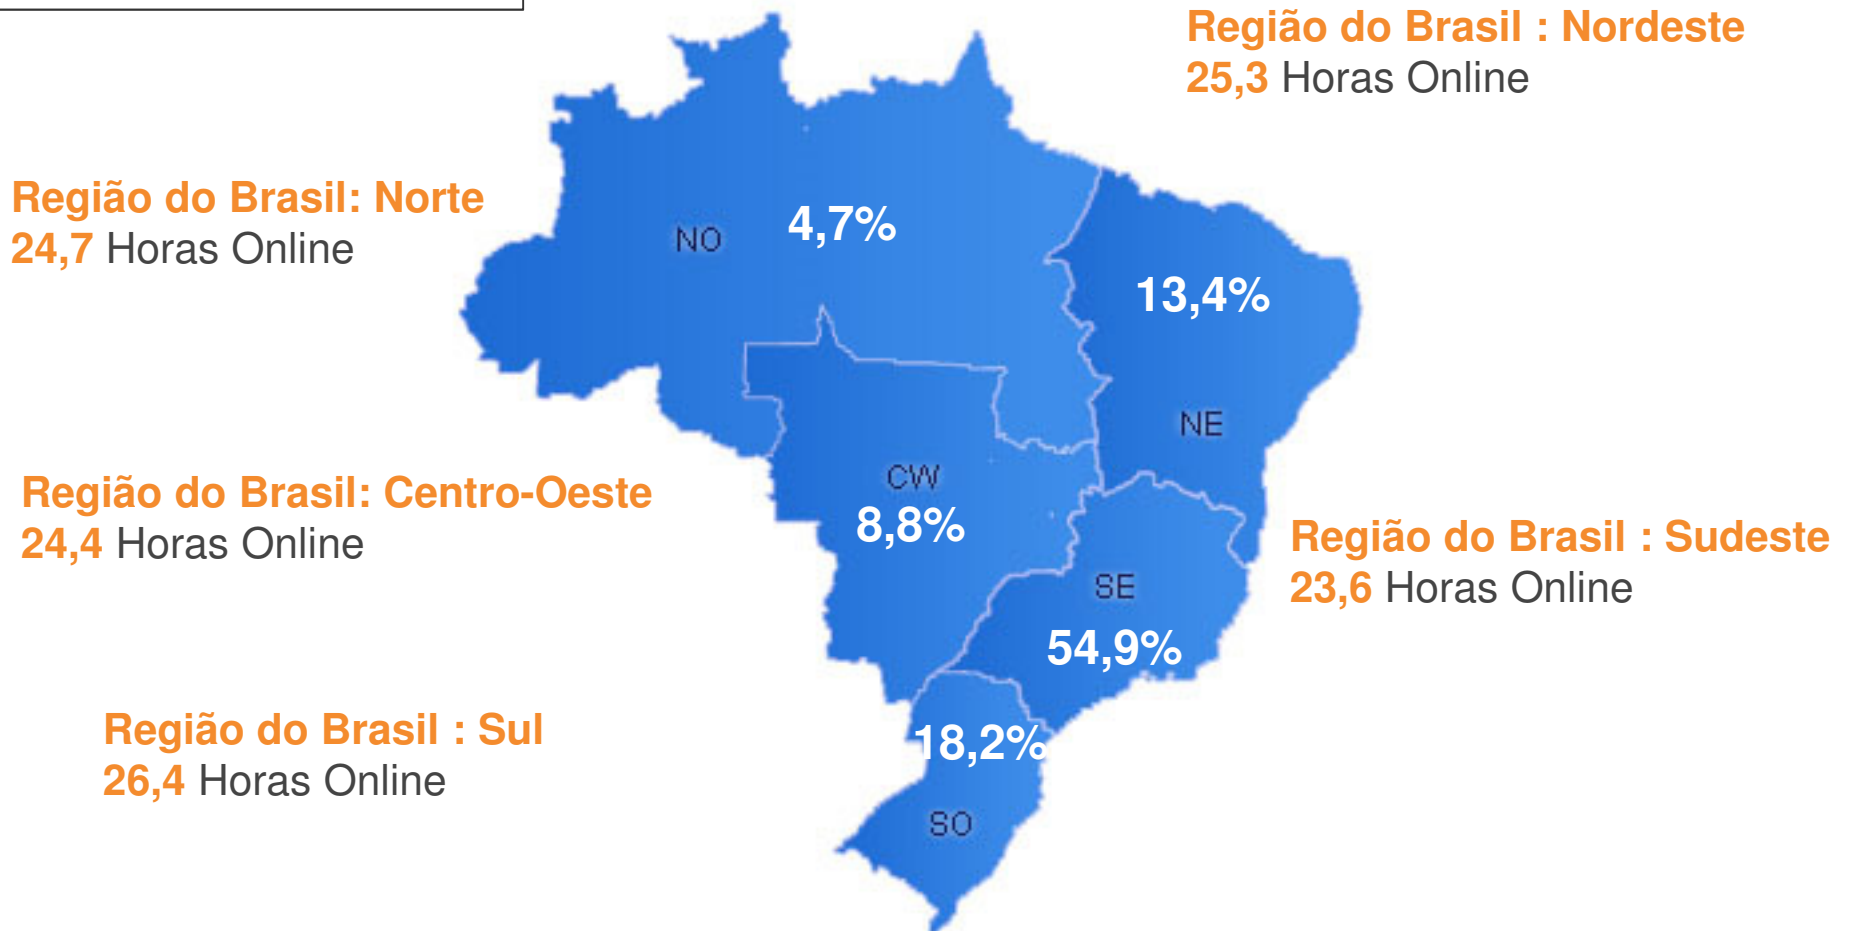 Região do Brasil : Nordeste
25,3 Horas Online
Região do Brasil: Norte
24,7 Horas Online
NO
4,7%
13,4%
NE
Região do Brasil: Centro-Oeste
24,4 Horas Online
CW
8,8%
Região do Brasil : Sudeste
23,6 Horas Online
SE
54,9%
Região do Brasil : Sul
26,4 Horas Online
18,2%
SO